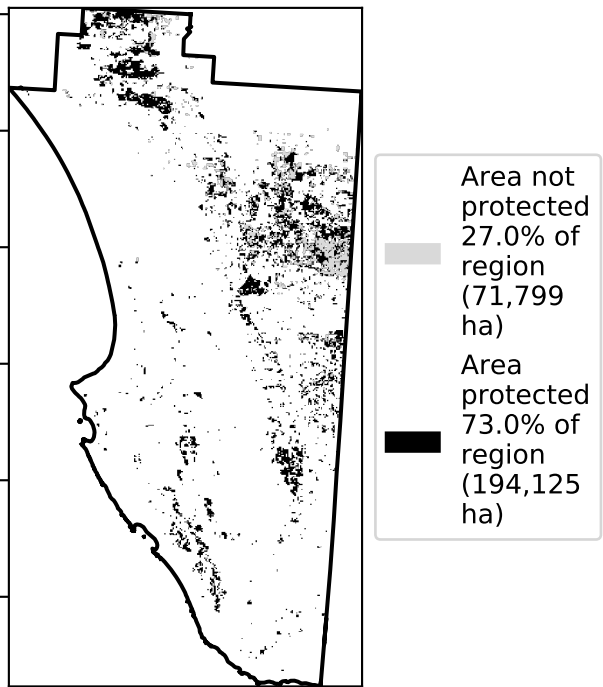 Area not
protected
27.0% of
region
(71,799
ha)
Area
protected
73.0% of
region
(194,125
ha)